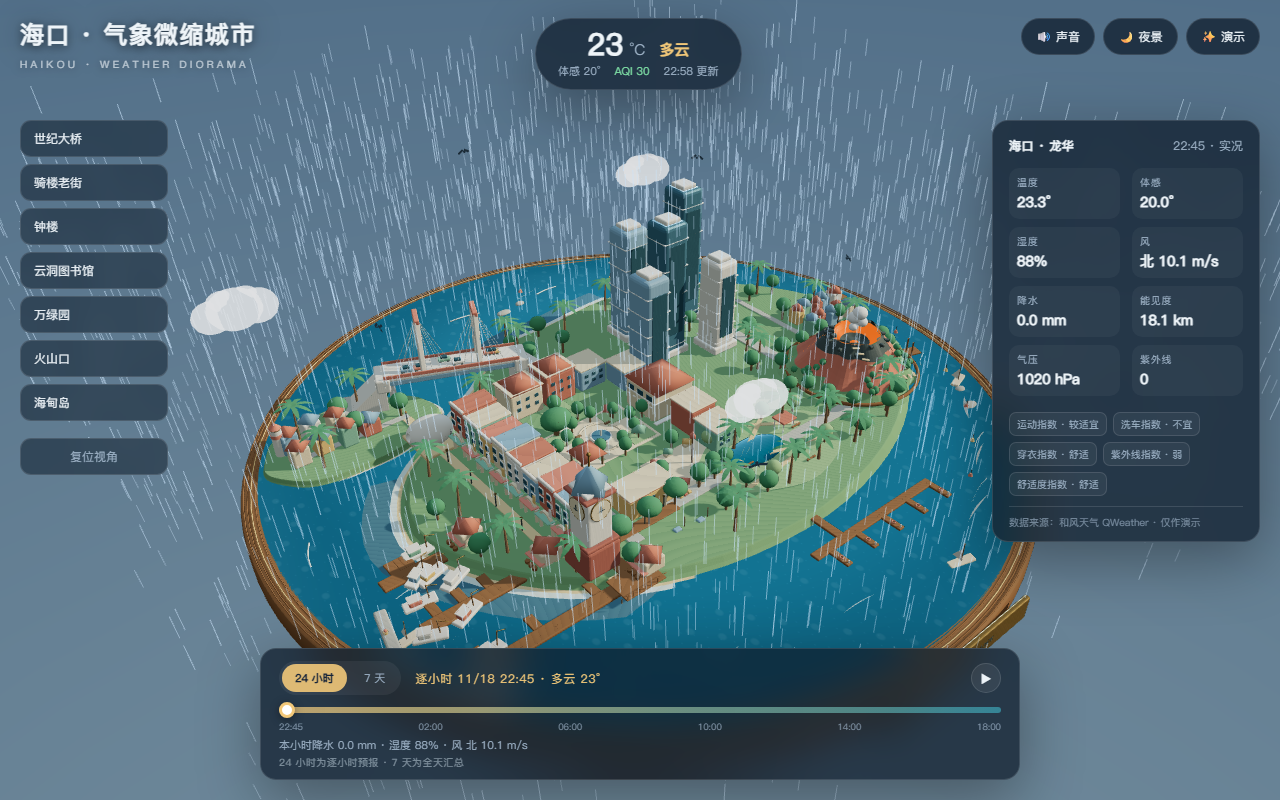 海口 · 气象微缩城市
HAIKOU · WEATHER DIORAMA
23 °C 多云
体感 20° AQI 30 22:58 更新
声音
夜景
演示
世纪大桥
骑楼老街
钟楼
云洞图书馆
万绿园
火山口
海甸岛
复位视角
海口 · 龙华 22:45 · 实况
温度 体感
23.3° 20.0°
湿度 风
88% 北 10.1 m/s
降水 能见度
0.0 mm 18.1 km
气压 紫外线
1020 hPa 0
运动指数 · 较适宜 洗车指数 · 不宜
穿衣指数 · 舒适 紫外线指数 · 弱
舒适度指数 · 舒适
数据来源：和风天气 QWeather · 仅作演示
24 小时 7 天 逐小时 11/18 22:45 · 多云 23°
22:45 02:00 06:00 10:00 14:00 18:00
本小时降水 0.0 mm · 湿度 88% · 风 北 10.1 m/s
24 小时为逐小时预报 · 7 天为全天汇总